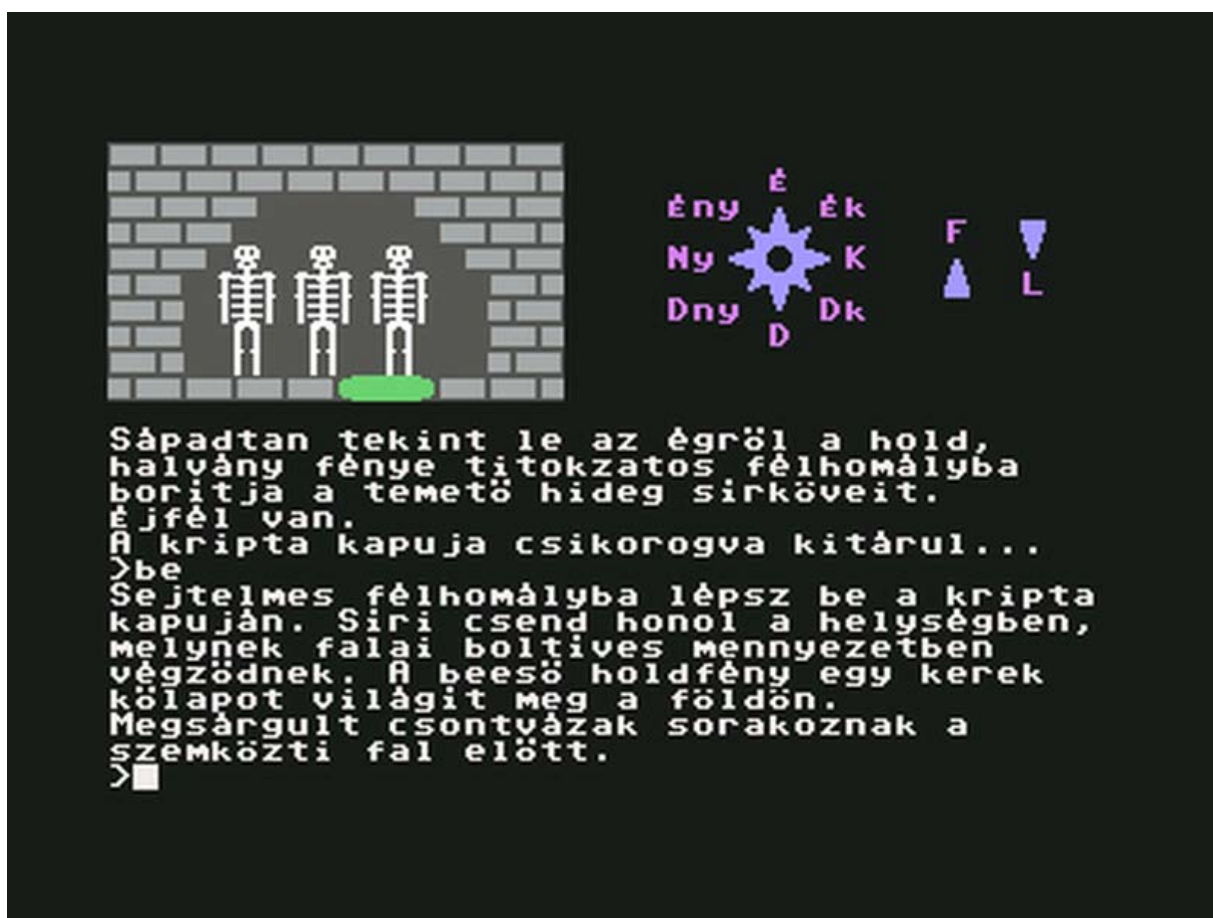 É
Ény Ék
F
Ny K
L
Dny Dk
D
Sápadtan tekint le az égröl a hold,
halvány fénye titokzatos félhomályba
boritja a temetö hideg sirköveit.
Éjfél van.
A kripta kapuja csikorogva kitárul...
>be
Sejtelmes félhomályba lépsz be a kripta
kapuján. Siri csend honol a helységben,
melynek falai boltives mennyezetben
végzödnek. A beesö holdfény egy kerek
kölapot világit meg a földön.
Megsárgult csontvázak sorakoznak a
szemközti fal elött.
>